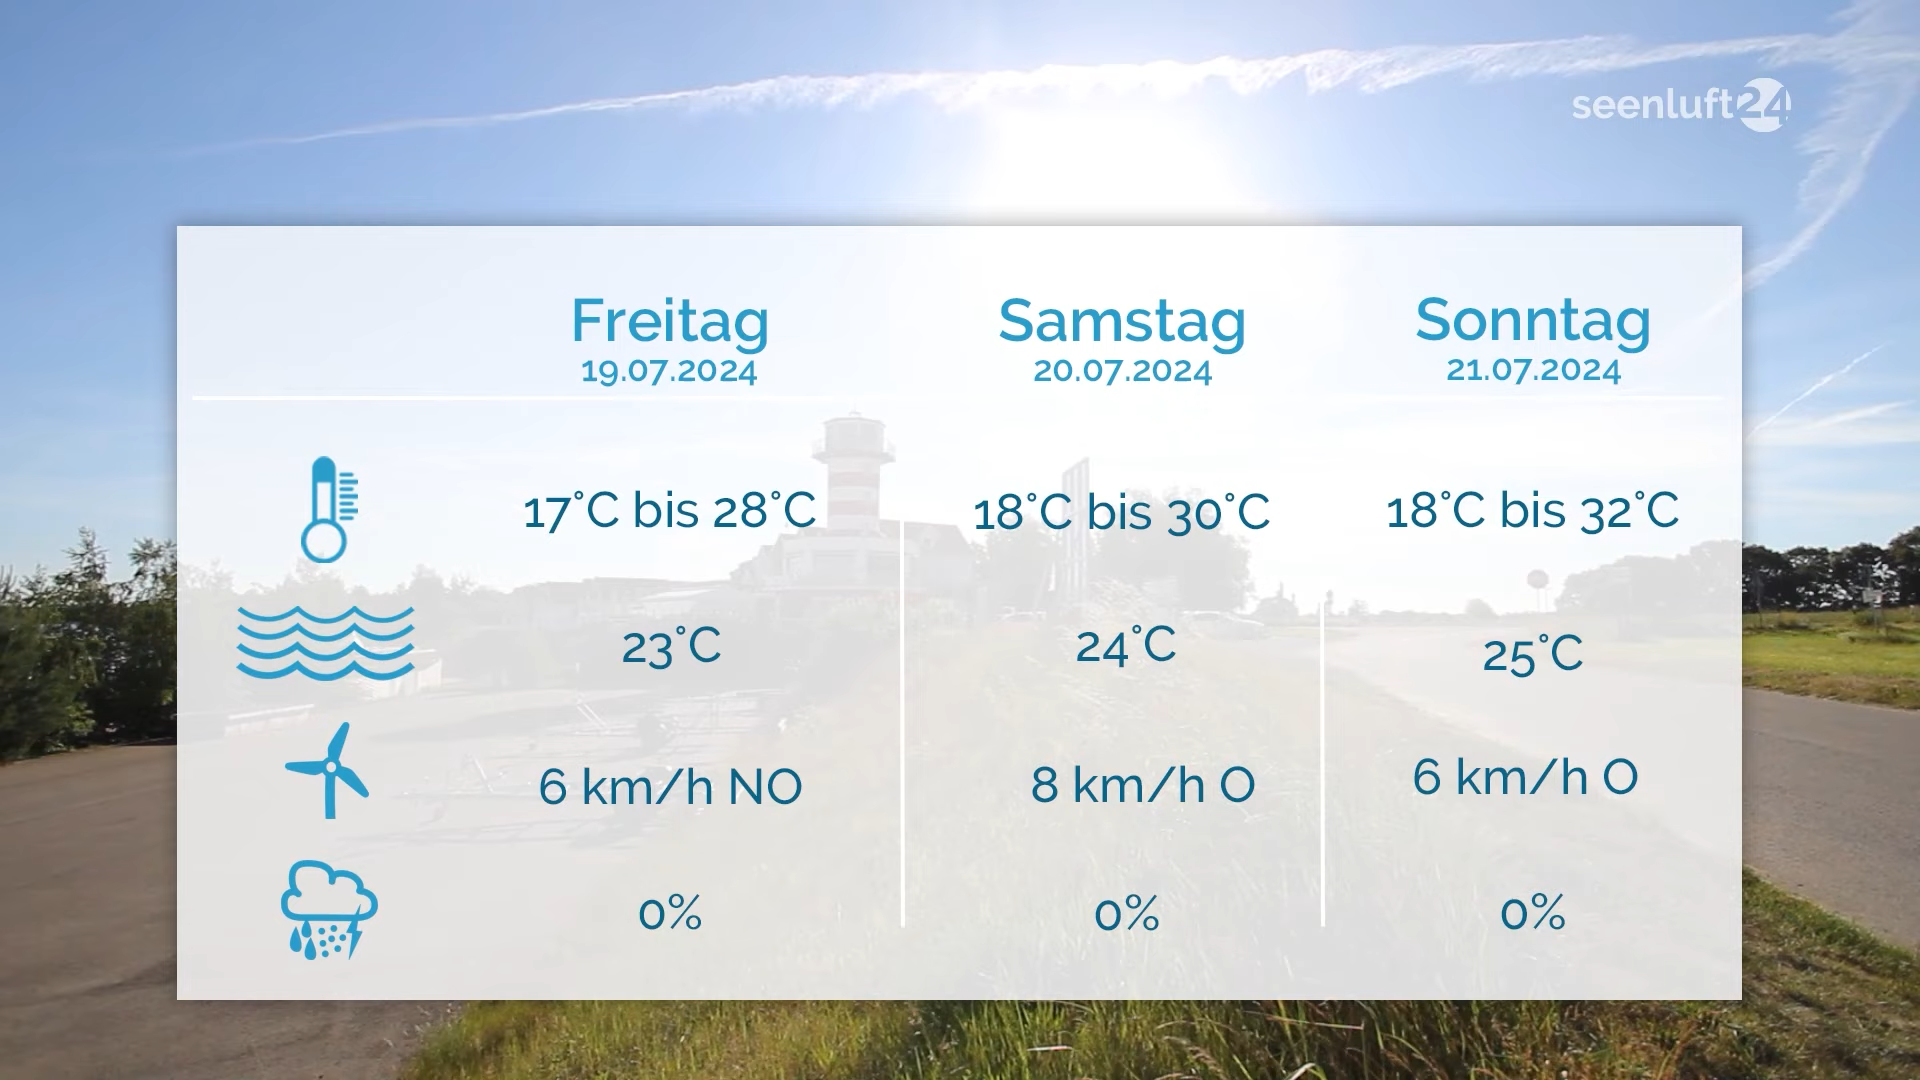 seenluft24
Freitag Samstag Sonntag
19.07.2024 20.07.2024 21.07.2024
17°C bis 28°C 18°C bis 30°C 18°C bis 32°C
23°C 24°C 25°C
6 km/h NO 8 km/h O 6 km/h O
0% 0% 0%